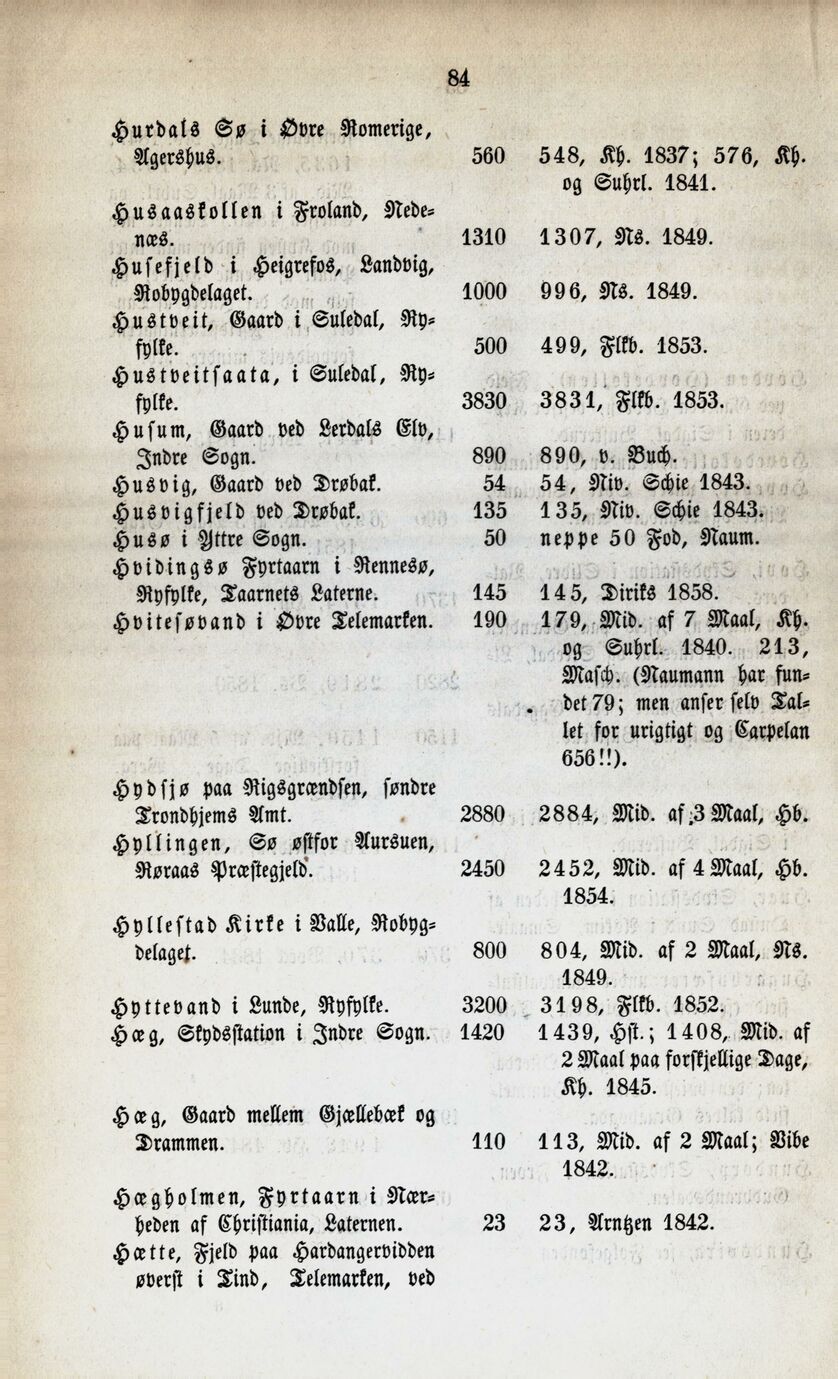 84
Hurdals Sø i Øvre Romerige,
Agershus. 560 548, Kh. 1837; 576, Kh.
og Suhrl. 1841.
Husaaskollen i Froland, Nede=
næs. 1310 1307, Ns. 1849.
Husefjeld i Heigrefos, Landvig,
Robygdelaget. 1000 996, Ns. 1849.
Hustveit, Gaard i Suledal, Ry=
fylke. 500 499, Flkb. 1853.
Hustveitsaata, i Suledal, Ry=
fylke. 3830 3831, Flkb. 1853.
Husum, Gaard ved Lerdals Elv,
Indre Sogn. 890 890, v. Buch.
Husvig, Gaard ved Drøbak. 54 54, Niv. Schie 1843.
Husvigfjeld ved Drøbak. 135 135, Niv. Schie 1843.
Husø i Yttre Sogn. 50 neppe 50 Fod, Naum.
Hvidingsø Fyrtaarn i Rennesø,
Ryfylke, Taarnets Laterne. 145 145, Diriks 1858.
Hvitesøvand i Øvre Telemarken. 190 179, Mid. af 7 Maal, Kh.
og Suhrl. 1840. 213,
Masch. (Naumann har fun=
det 79; men anser selv Tal=
let for urigtigt og Carpelan
656!!).
Hydsjø paa Rigsgrændsen, søndre
Trondhjems Amt. 2880 2884, Mid. af 3 Maal, Hb.
Hyllingen, Sø østfor Aursuen,
Røraas Præstegjeld. 2450 2452, Mid. af 4 Maal, Hb.
1854.
Hyllestad Kirke i Valle, Robyg=
delaget. 800 804, Mid. af 2 Maal, Ns.
1849.
Hyttevand i Lunde, Ryfylke. 3200 3198, Flkb. 1852.
Hæg, Skydsstation i Indre Sogn. 1420 1439, Hst.; 1408, Mid. af
2 Maal paa forskjellige Dage,
Kh. 1845.
Hæg, Gaard mellem Gjællebæk og
Drammen. 110 113, Mid. af 2 Maal; Vibe
1842.
Hægholmen, Fyrtaarn i Nær=
heden af Christiania, Laternen. 23 23, Arntzen 1842.
Hætte, Fjeld paa Hardangervidden
øverst i Tind, Telemarken, ved